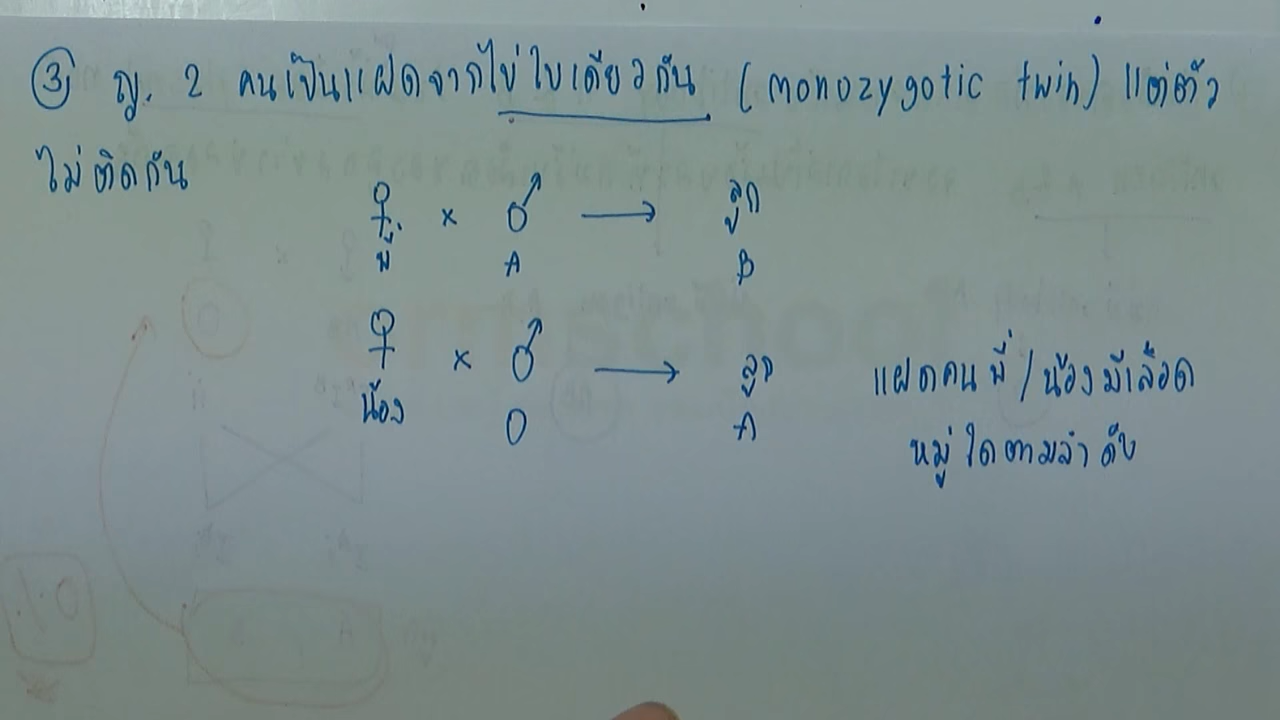 ③ ญ. 2 คนเป็นแฝดจากไข่ใบเดียวกัน (monozygotic twin) แต่ตัว
ไม่ติดกัน
♀ × ♂ → ลูก
พี่ A B
♀ × ♂ → ลูก
น้อง O A
แฝดคนพี่/น้องมีเลือด
หมู่ใดตามลำดับ